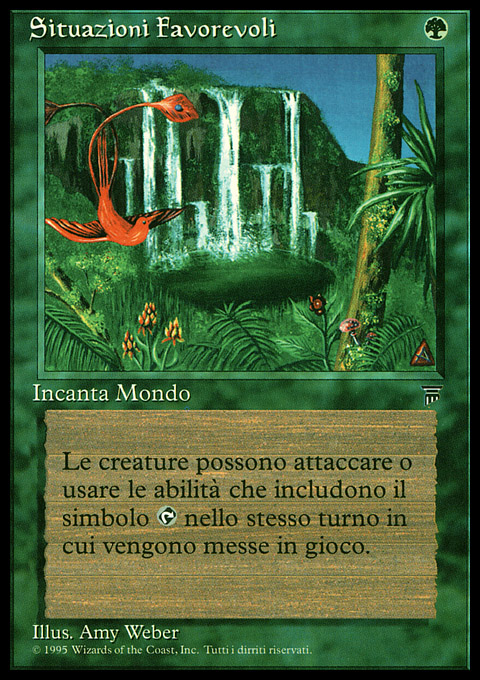 Situazioni Favorevoli
Incanta Mondo
Le creature possono attaccare o
usare le abilità che includono il
simbolo nello stesso turno in
cui vengono messe in gioco.
Illus. Amy Weber
© 1995 Wizards of the Coast, Inc. Tutti i dirriti riservati.